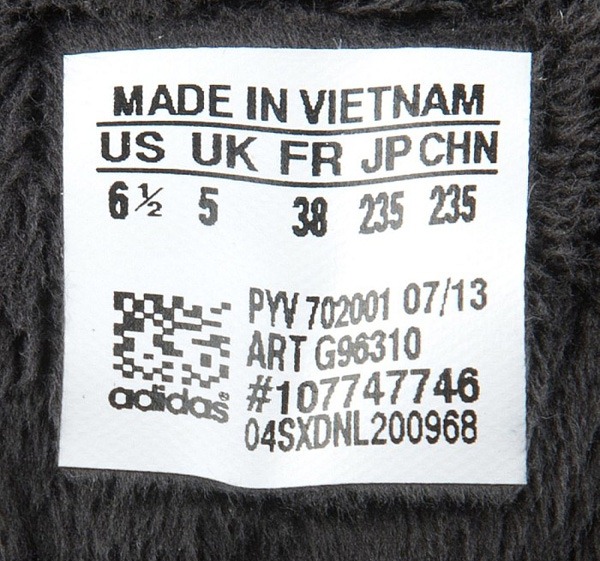 MADE IN VIETNAM
US UK FR JP CHN
6½ 5 38 235 235
PYV 702001 07/13
ART G96310
#107747746
04SXDNL200968
adidas®